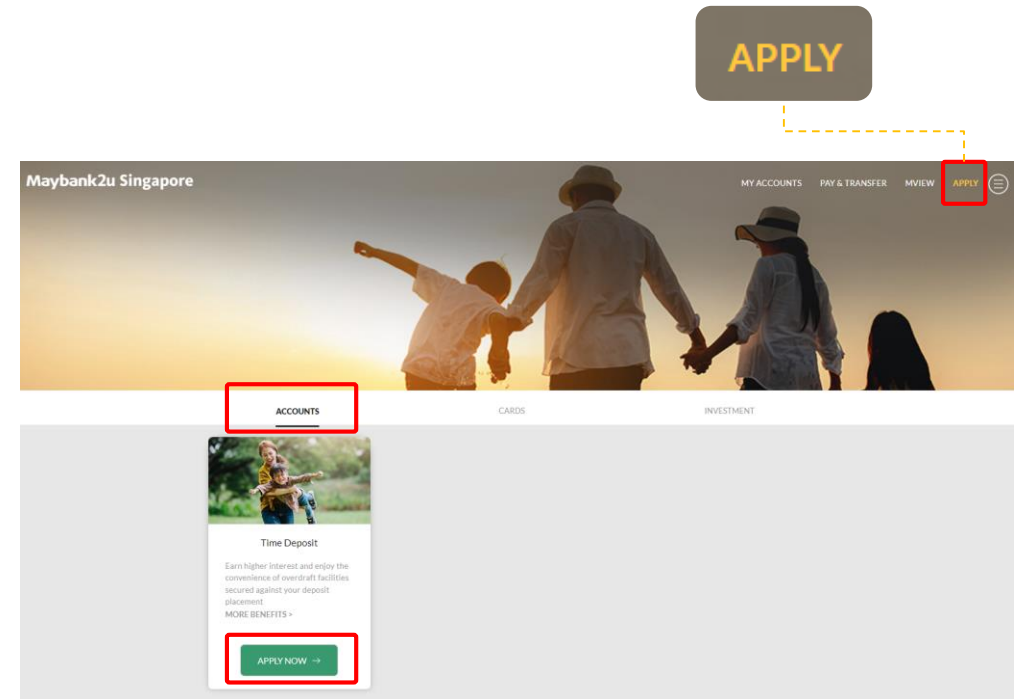 APPLY
Maybank2u Singapore
MY ACCOUNTS PAY & TRANSFER MVIEW APPLY
ACCOUNTS CARDS INVESTMENT
Time Deposit
Earn higher interest and enjoy the
convenience of overdraft facilities
secured against your deposit
placement
MORE BENEFITS >
APPLY NOW →